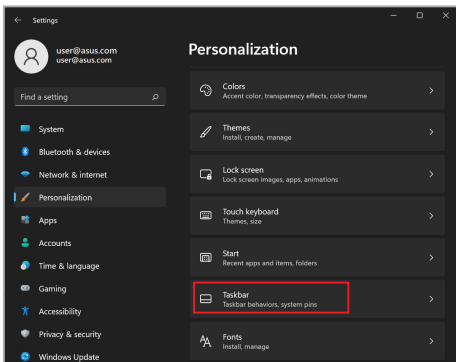 Settings
user@asus.com
user@asus.com
Find a setting
System
Bluetooth & devices
Network & internet
Personalization
Apps
Accounts
Time & language
Gaming
Accessibility
Privacy & security
Windows Update
Personalization
Colors
Accent color, transparency effects, color theme
Themes
Install, create, manage
Lock screen
Lock screen images, apps, animations
Touch keyboard
Themes, size
Start
Recent apps and items, folders
Taskbar
Taskbar behaviors, system pins
Fonts
Install, manage